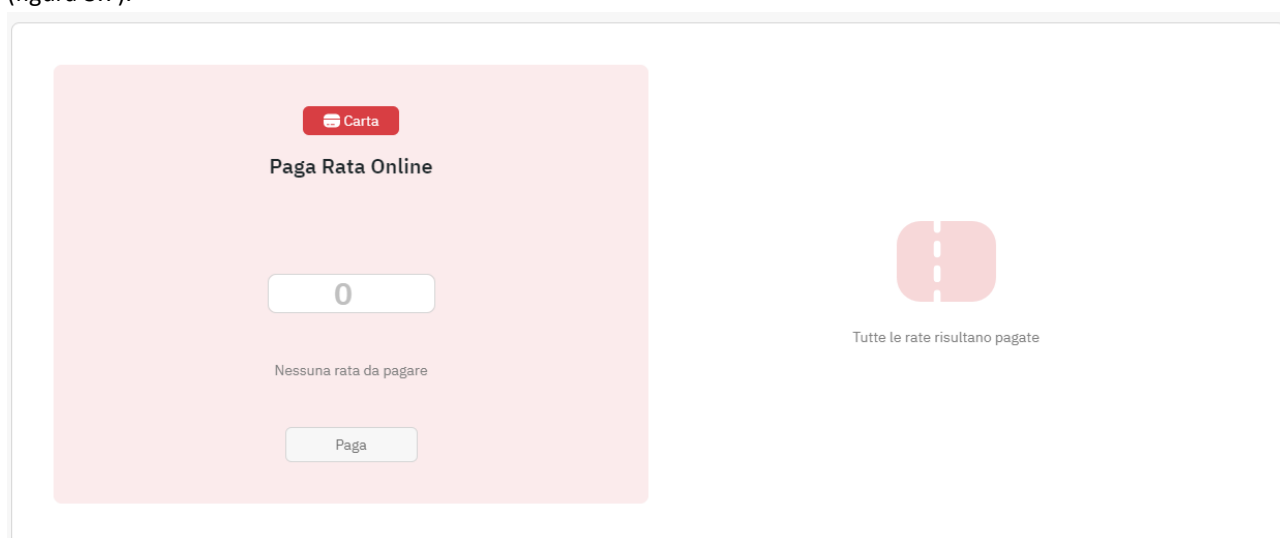 Carta
Paga Rata Online
0
Nessuna rata da pagare
Paga
Tutte le rate risultano pagate